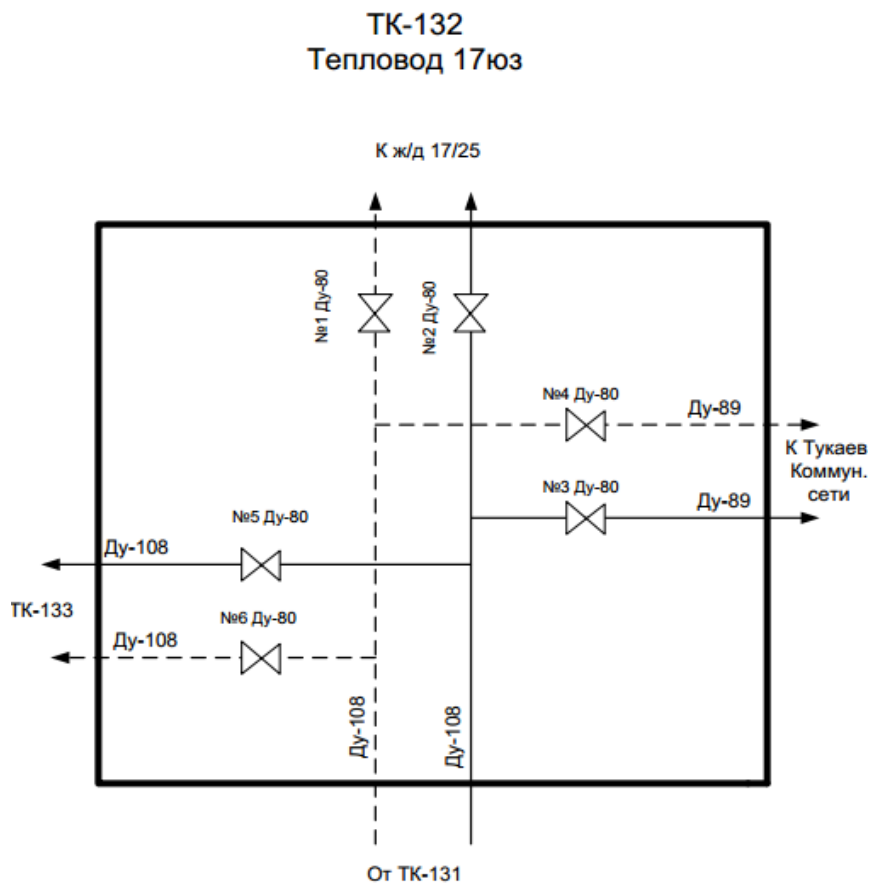 ТК-132
Тепловод 17юз
К ж/д 17/25
№1 Ду-80
№2 Ду-80
№4 Ду-80
Ду-89
К Тукаев
Коммун.
сети
№3 Ду-80
Ду-89
№5 Ду-80
Ду-108
ТК-133
№6 Ду-80
Ду-108
Ду-108
Ду-108
От ТК-131